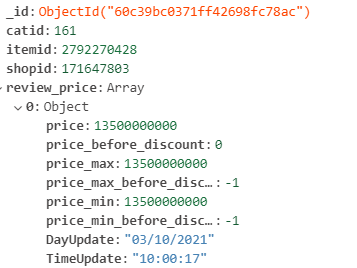 _id: ObjectId("60c39bc0371ff42698fc78ac")
catid: 161
itemid: 2792270428
shopid: 171647803
review_price: Array
0: Object
price: 13500000000
price_before_discount: 0
price_max: 13500000000
price_max_before_disc…: -1
price_min: 13500000000
price_min_before_disc…: -1
DayUpdate: "03/10/2021"
TimeUpdate: "10:00:17"